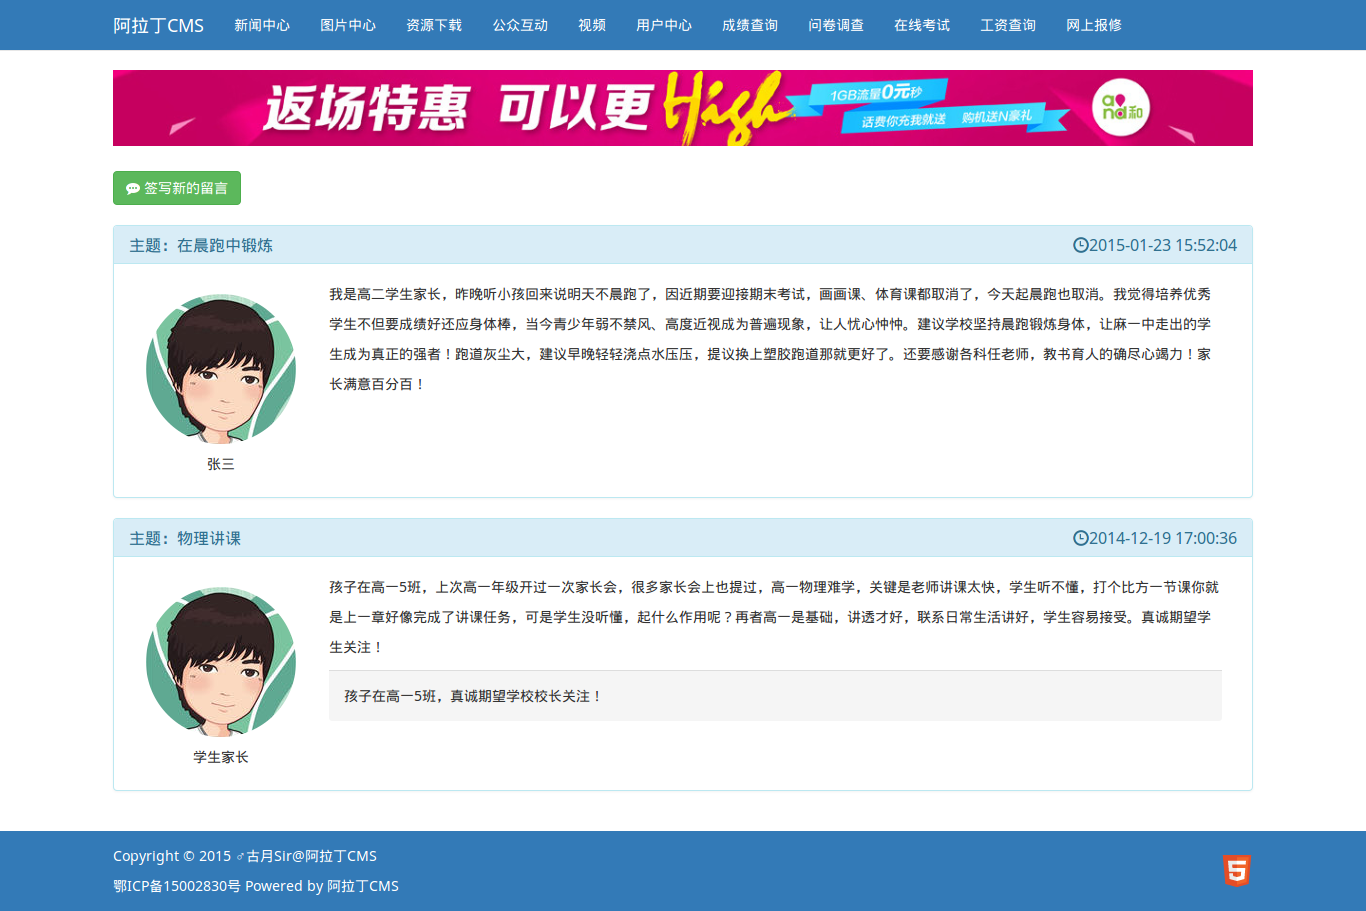 阿拉丁CMS 新闻中心 图片中心 资源下载 公众互动 视频 用户中心 成绩查询 问卷调查 在线考试 工资查询 网上报修
返场特惠 可以更High 1GB流量0元秒
话费你充我就送 购机送N豪礼
and和
签写新的留言
主题：在晨跑中锻炼 2015-01-23 15:52:04
我是高二学生家长，昨晚听小孩回来说明天不晨跑了，因近期要迎接期末考试，画画课、体育课都取消了，今天起晨跑也取消。我觉得培养优秀
学生不但要成绩好还应身体棒，当今青少年弱不禁风、高度近视成为普遍现象，让人忧心忡忡。建议学校坚持晨跑锻炼身体，让麻一中走出的学
生成为真正的强者！跑道灰尘大，建议早晚轻轻浇点水压压，提议换上塑胶跑道那就更好了。还要感谢各科任老师，教书育人的确尽心竭力！家
长满意百分百！
张三
主题：物理讲课 2014-12-19 17:00:36
孩子在高一5班，上次高一年级开过一次家长会，很多家长会上也提过，高一物理难学，关键是老师讲课太快，学生听不懂，打个比方一节课你就
是上一章好像完成了讲课任务，可是学生没听懂，起什么作用呢？再者高一是基础，讲透才好，联系日常生活讲好，学生容易接受。真诚期望学
生关注！
孩子在高一5班，真诚期望学校校长关注！
学生家长
Copyright © 2015 ♂古月Sir@阿拉丁CMS
鄂ICP备15002830号 Powered by 阿拉丁CMS
5